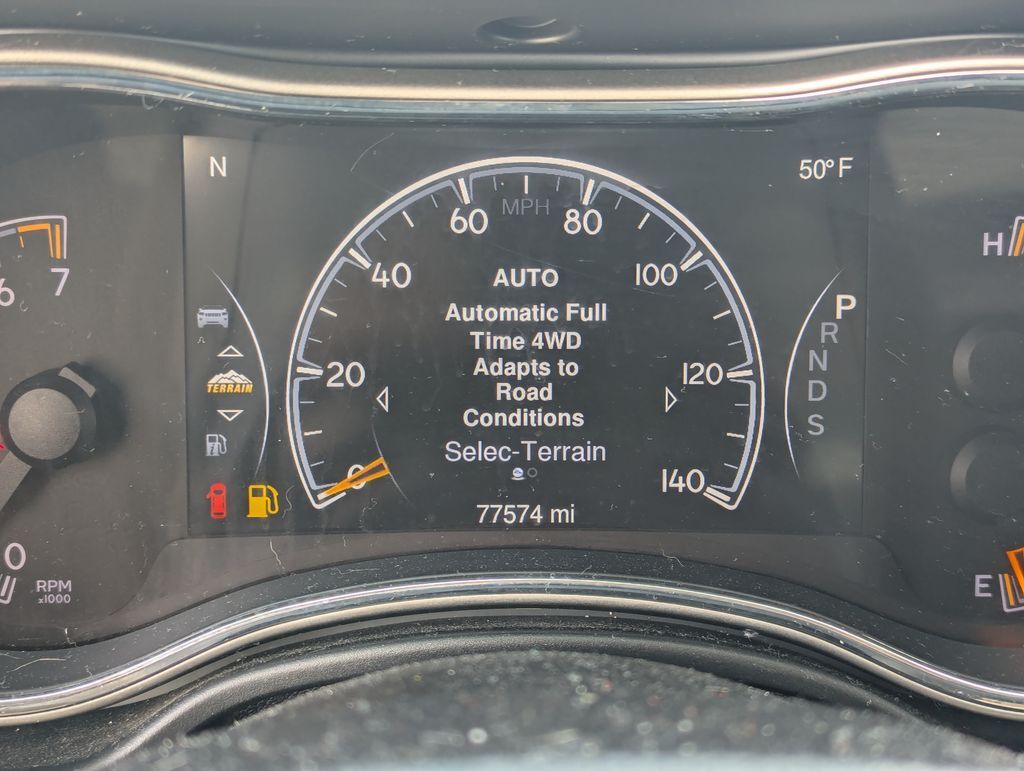 N
50°F
MPH
60
80
40
100
6
7
H
AUTO
Automatic Full
Time 4WD
Adapts to
Road
Conditions
Selec-Terrain
P
R
N
D
S
20
120
TERRAIN
0
140
77574 mi
0
RPM
x1000
E